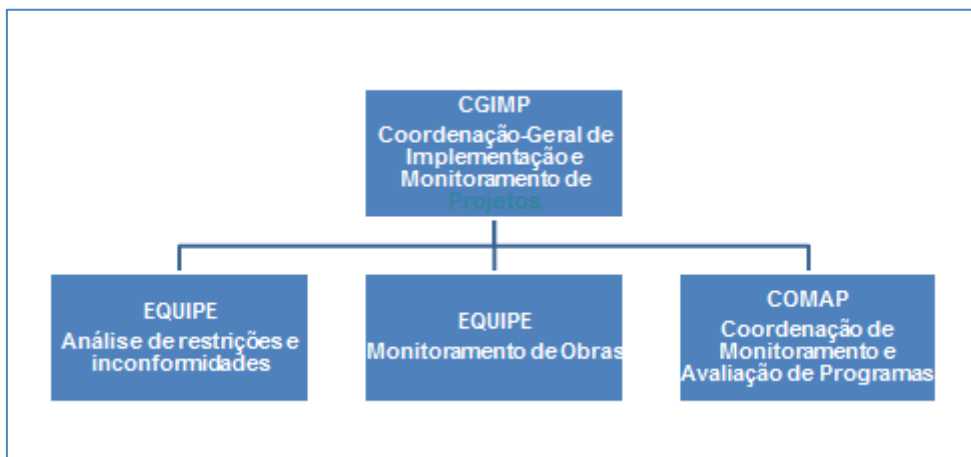 CGIMP
Coordenação-Geral de
Implementação e
Monitoramento de
Projetos
EQUIPE
Análise de restrições e
inconformidades
EQUIPE
Monitoramento de Obras
COMAP
Coordenação de
Monitoramento e
Avaliação de Programas